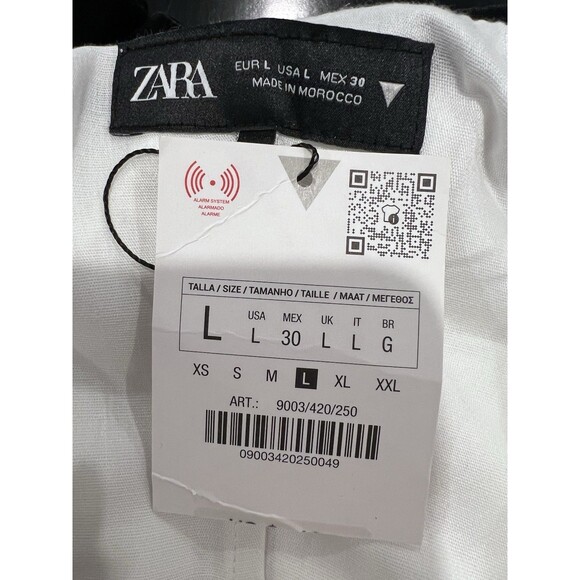 ZARA
EUR L USA L MEX 30
MADE IN MOROCCO
ALARM SYSTEM
ALARMADO
ALARME
TALLA / SIZE / TAMANHO / TAILLE / MAAT / ΜΕΓΕΘΟΣ
L
USA MEX UK IT BR
L 30 L L G
XS S M L XL XXL
ART.: 9003/420/250
09003420250049